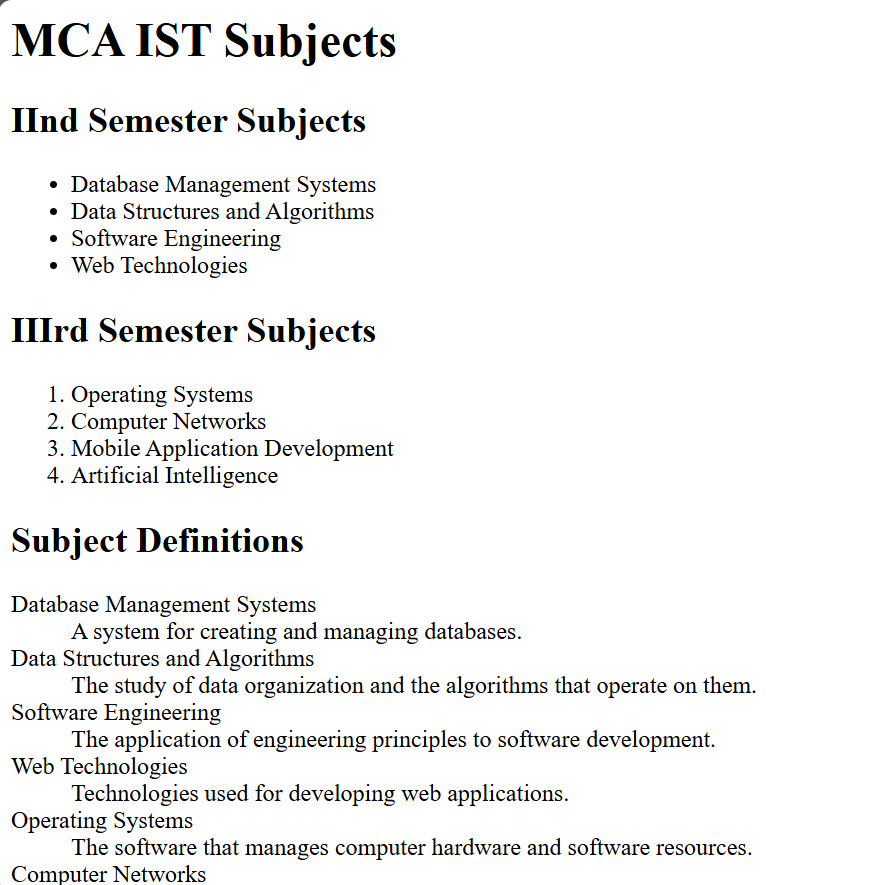 MCA IST Subjects
IInd Semester Subjects
• Database Management Systems
• Data Structures and Algorithms
• Software Engineering
• Web Technologies
IIIrd Semester Subjects
1. Operating Systems
2. Computer Networks
3. Mobile Application Development
4. Artificial Intelligence
Subject Definitions
Database Management Systems
A system for creating and managing databases.
Data Structures and Algorithms
The study of data organization and the algorithms that operate on them.
Software Engineering
The application of engineering principles to software development.
Web Technologies
Technologies used for developing web applications.
Operating Systems
The software that manages computer hardware and software resources.
Computer Networks